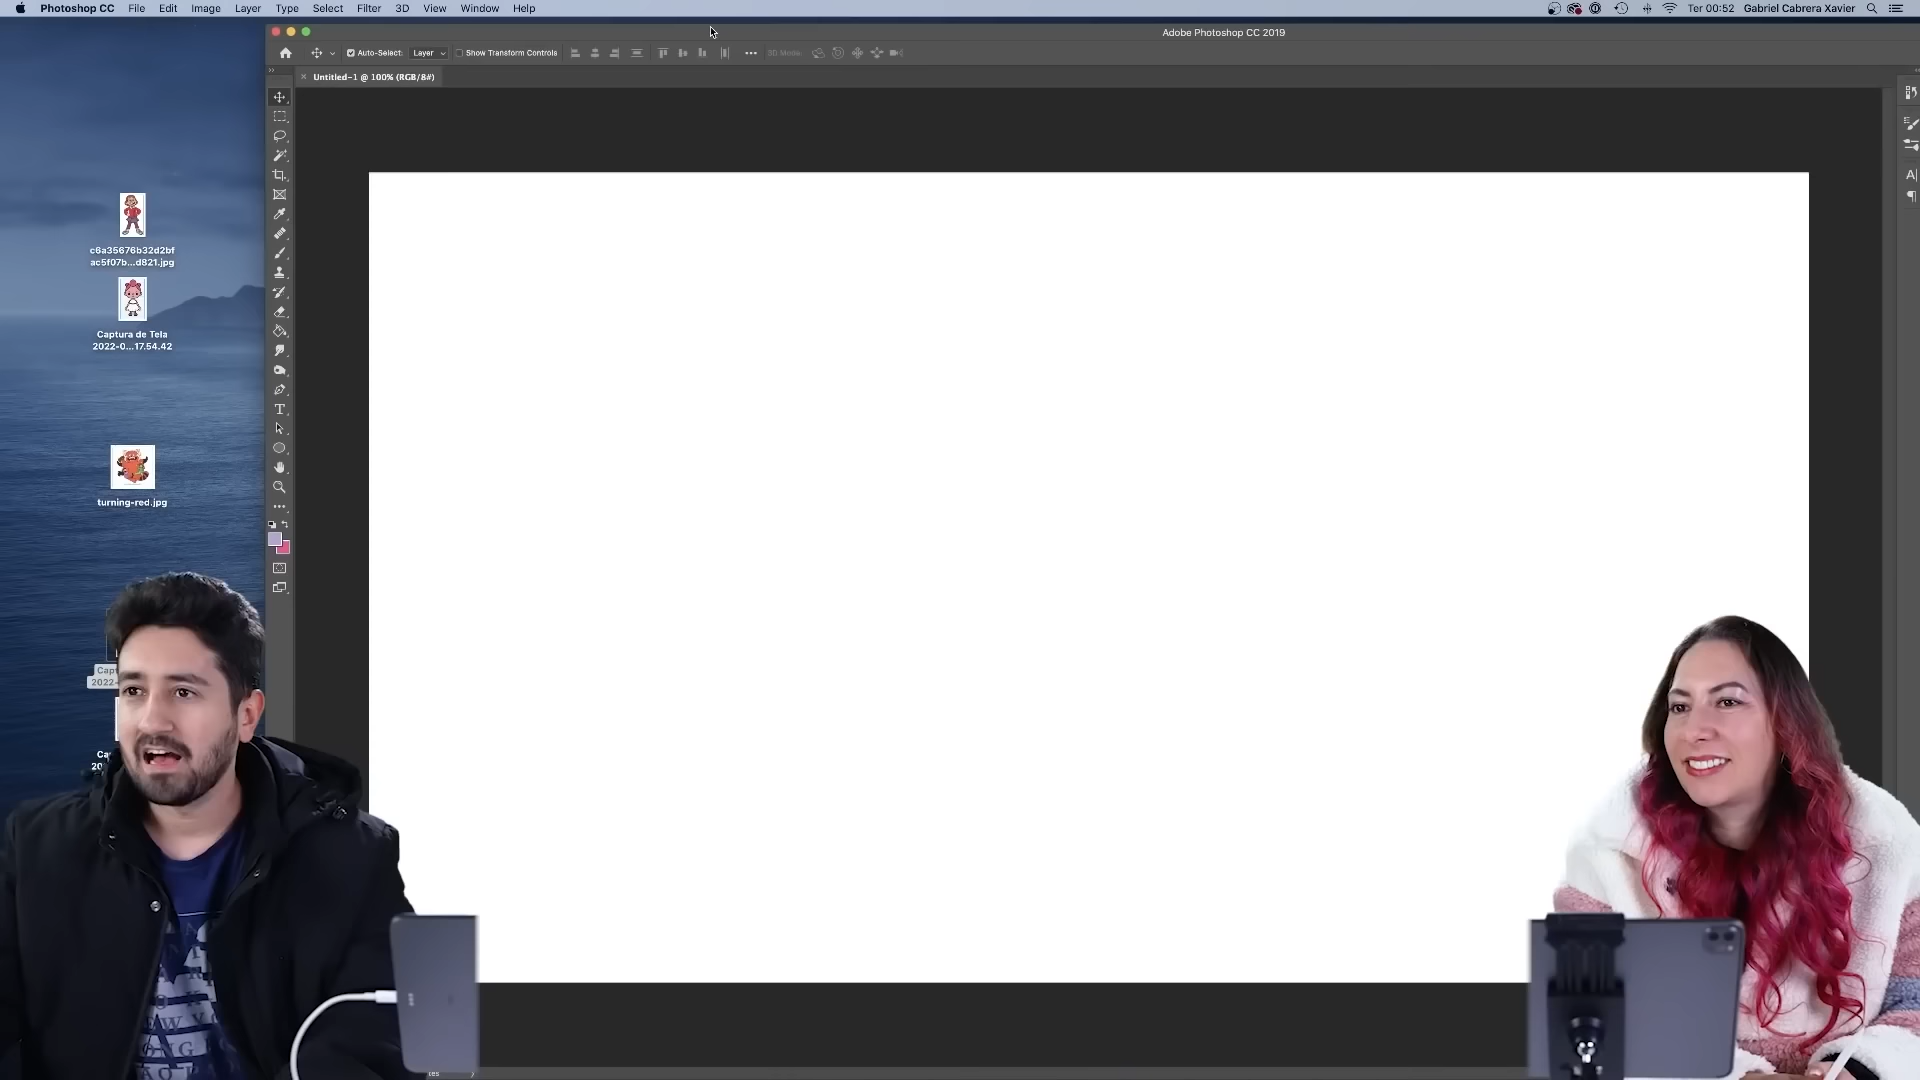 Photoshop CC File Edit Image Layer Type Select Filter 3D View Window Help Ter 00:52 Gabriel Cabrera Xavier
Adobe Photoshop CC 2019
Auto-Select: Layer Show Transform Controls 3D Mode:
Untitled-1 @ 100% (RGB/8#)
c6a35676b32d2bf
ac5f07b...d821.jpg
Captura de Tela
2022-0...17.54.42
turning-red.jpg